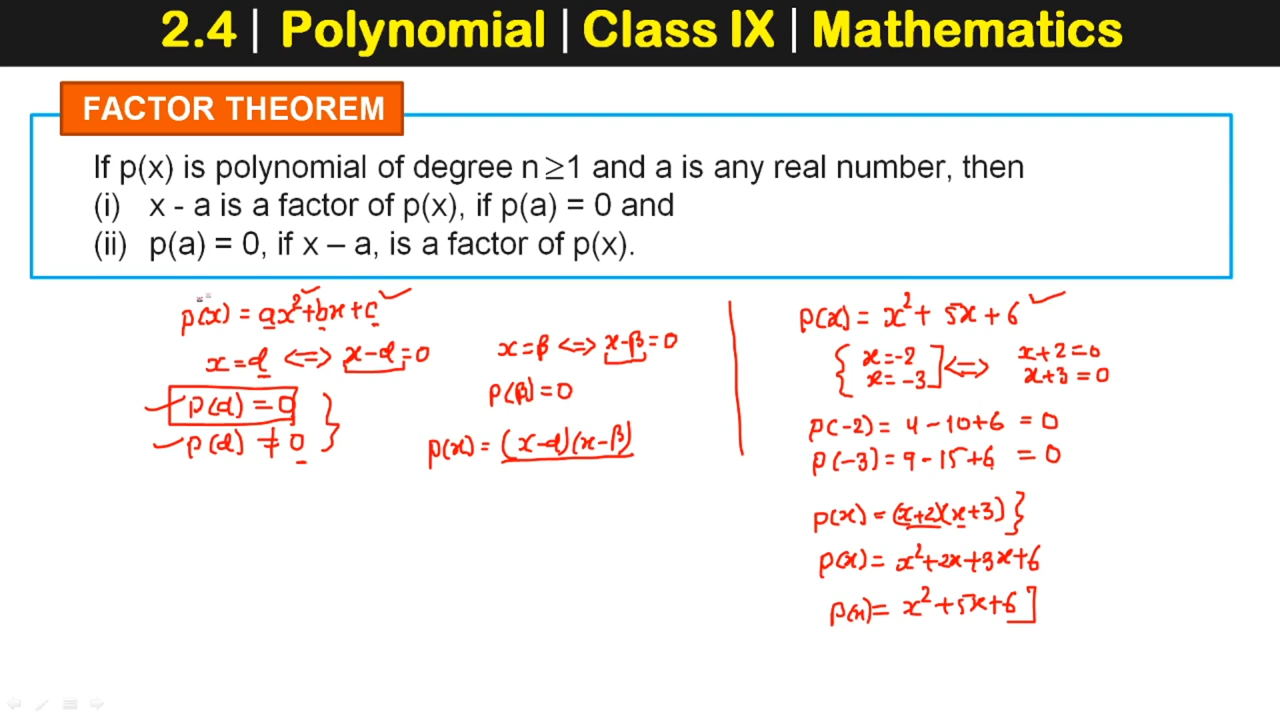 2.4 | Polynomial | Class IX | Mathematics
FACTOR THEOREM
If p(x) is polynomial of degree n ≥1 and a is any real number, then
(i) x - a is a factor of p(x), if p(a) = 0 and
(ii) p(a) = 0, if x – a, is a factor of p(x).
p(x) = ax²+bx+c
x = α <=> x-α=0
p(α) = 0
p(α) ≠ 0
x=β <=> x-β=0
P(β)=0
p(x) = (x-α)(x-β)
p(x) = x²+ 5x+6
{ x=-2 ] <=> x+2=0
x=-3 x+3=0
p(-2) = 4-10+6 = 0
p(-3) = 9-15+6 = 0
p(x) = (x+2)(x+3)}
p(x) = x²+2x+3x+6
p(x) = x²+5x+6]